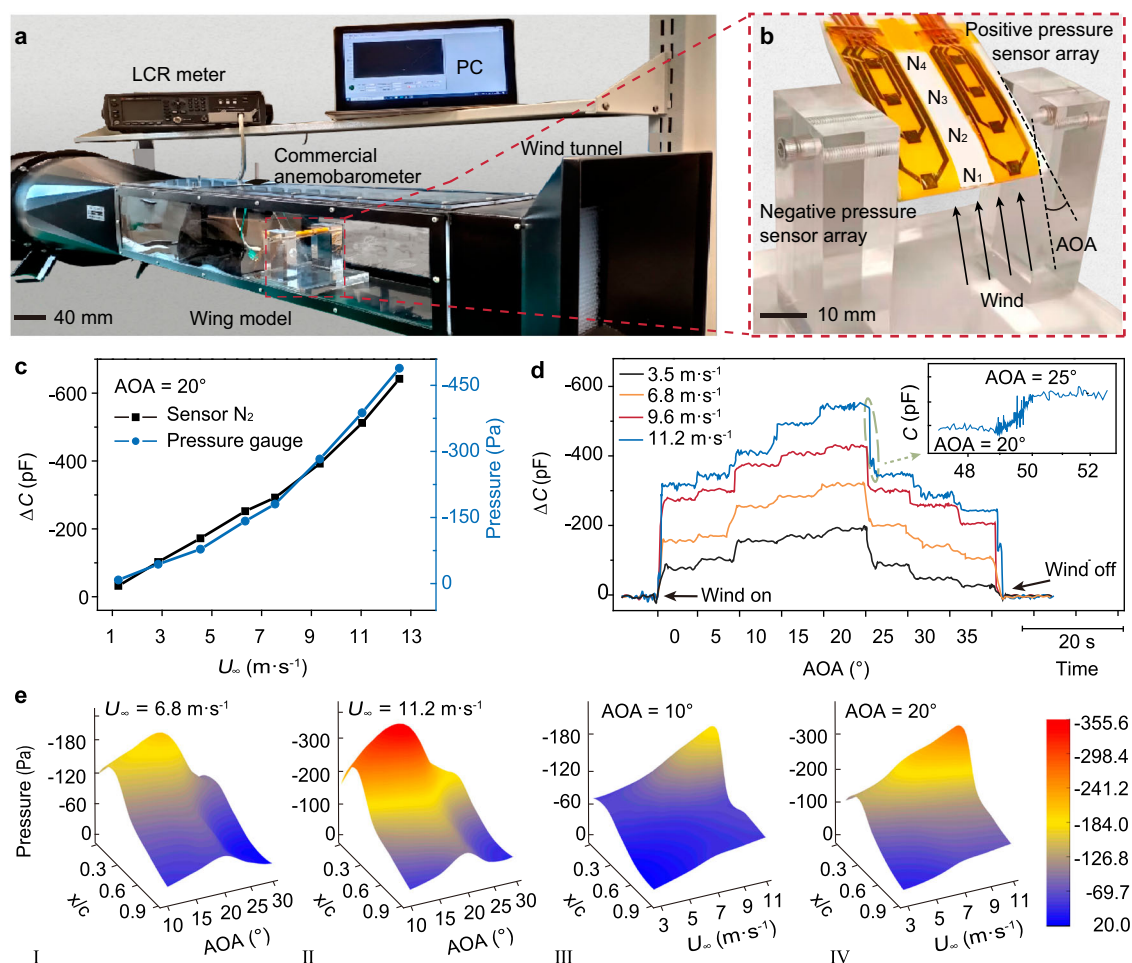 a
LCR meter
PC
Commercial
anemobarometer
Wind tunnel
Wing model
40 mm
b
Positive pressure
sensor array
N4
N3
N2
N1
Negative pressure
sensor array
AOA
Wind
10 mm
c
AOA = 20°
Sensor N2
Pressure gauge
-600
-400
-200
0
ΔC (pF)
-450
-300
-150
0
Pressure (Pa)
1 3 5 7 9 11 13
U∞ (m·s⁻¹)
d
3.5 m·s⁻¹
6.8 m·s⁻¹
9.6 m·s⁻¹
11.2 m·s⁻¹
-600
-400
-200
0
ΔC (pF)
AOA = 25°
AOA = 20°
C (pF)
48 50 52
Wind on
Wind off
0 5 10 15 20 25 30 35
AOA (°)
20 s
Time
e
U∞ = 6.8 m·s⁻¹
-180
-120
-60
0
Pressure (Pa)
0.3
0.6
0.9
x/c
10 15 20 25 30
AOA (°)
I
U∞ = 11.2 m·s⁻¹
-300
-200
-100
0
0.3
0.6
0.9
x/c
10 15 20 25 30
AOA (°)
II
AOA = 10°
-180
-120
-60
0
0.3
0.6
0.9
x/c
3 5 7 9 11
U∞ (m·s⁻¹)
III
AOA = 20°
-300
-200
-100
0
0.3
0.6
0.9
x/c
3 5 7 9 11
U∞ (m·s⁻¹)
IV
-355.6
-298.4
-241.2
-184.0
-126.8
-69.7
20.0